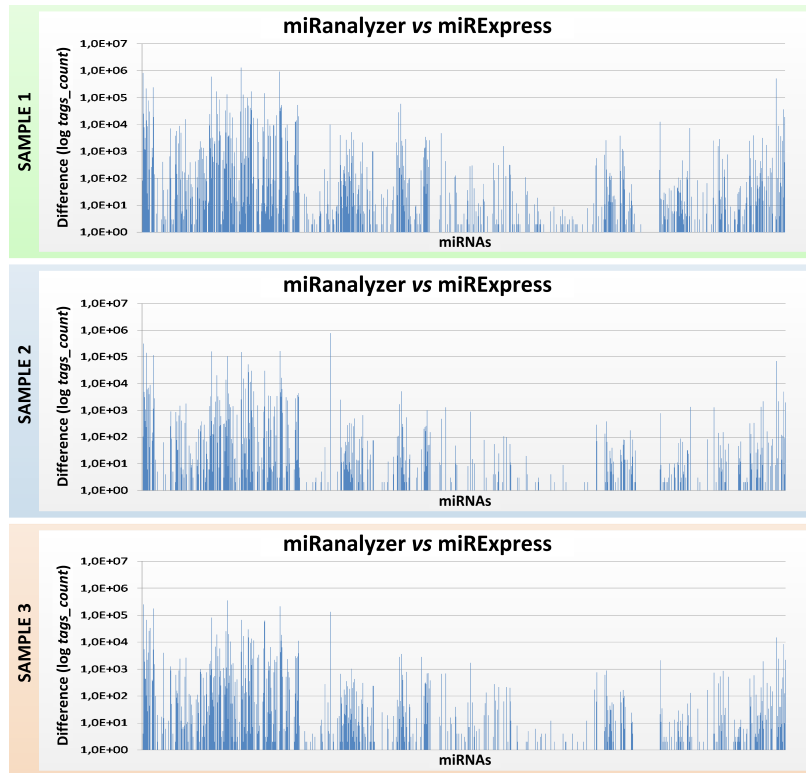 SAMPLE 1
miRanalyzer vs miRExpress
Difference (log tags_count)
1,0E+07
1,0E+06
1,0E+05
1,0E+04
1,0E+03
1,0E+02
1,0E+01
1,0E+00
miRNAs
SAMPLE 2
miRanalyzer vs miRExpress
Difference (log tags_count)
1,0E+07
1,0E+06
1,0E+05
1,0E+04
1,0E+03
1,0E+02
1,0E+01
1,0E+00
miRNAs
SAMPLE 3
miRanalyzer vs miRExpress
Difference (log tags_count)
1,0E+07
1,0E+06
1,0E+05
1,0E+04
1,0E+03
1,0E+02
1,0E+01
1,0E+00
miRNAs